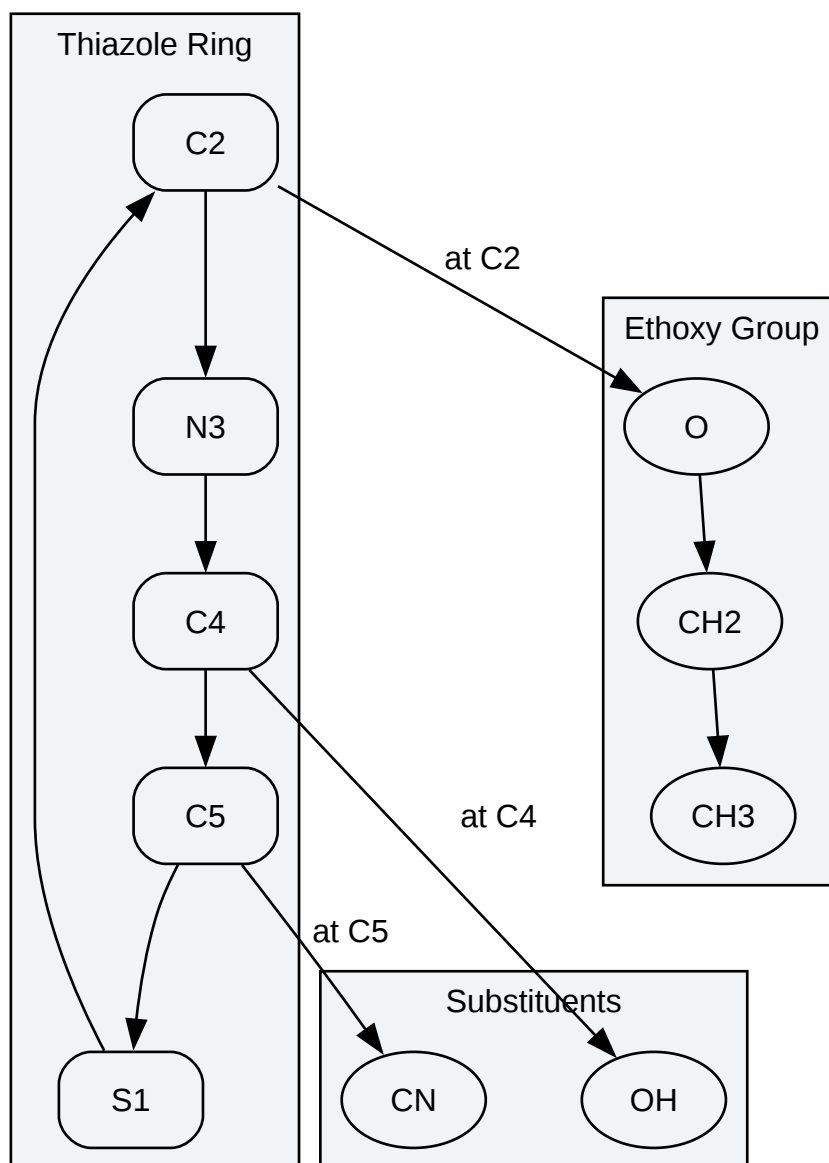 Thiazole Ring
C2
at C2
Ethoxy Group
N3
O
C4
CH2
C5
at C4
CH3
at C5
Substituents
S1
CN
OH